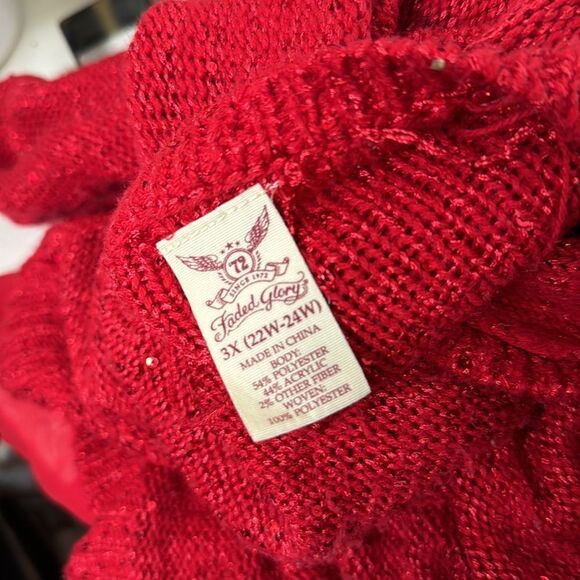 72
SINCE 1972
Faded Glory
3X (22W-24W)
MADE IN CHINA
BODY:
54% POLYESTER
44% ACRYLIC
2% OTHER FIBER
WOVEN:
100% POLYESTER